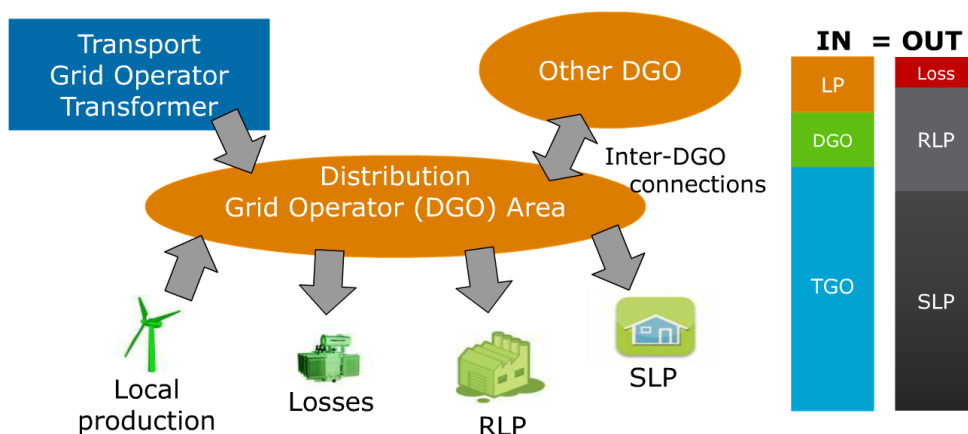 Transport
Grid Operator
Transformer
Other DGO
Inter-DGO
connections
Distribution
Grid Operator (DGO) Area
Local
production
Losses
RLP
SLP
IN = OUT
LP
DGO
TGO
Loss
RLP
SLP